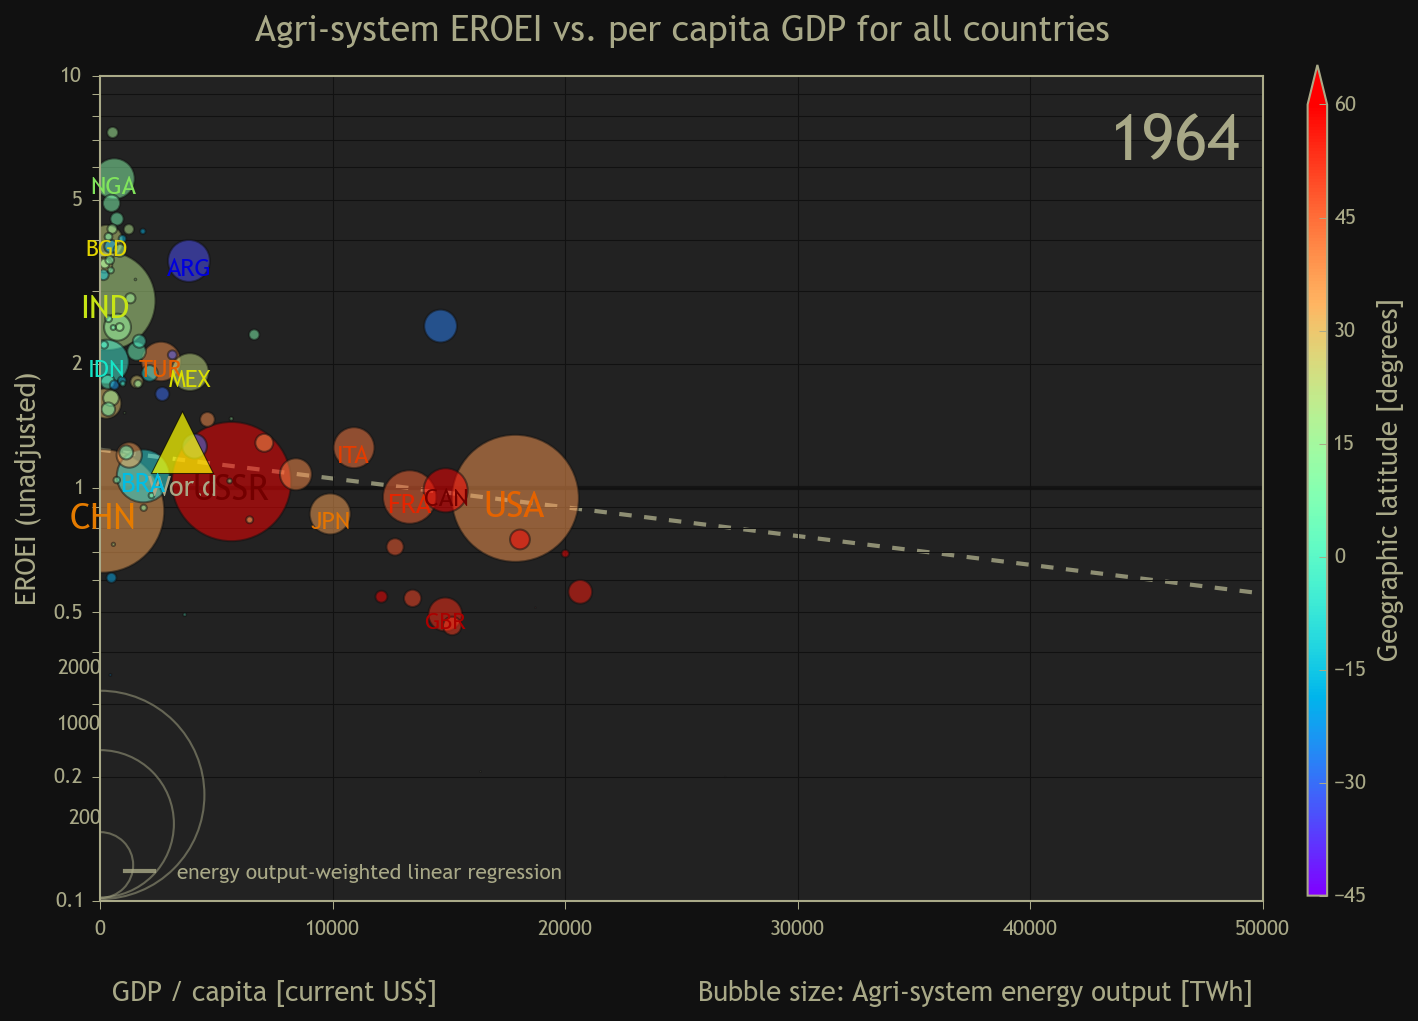 Agri-system EROEI vs. per capita GDP for all countries
1964
10
5
2
1
0.5
0.2
0.1
EROEI (unadjusted)
NGA
BGD
ARG
IND
IDN
TUR
MEX
ITA
BRA
World
USSR
CHN
JPN
FRA
CAN
USA
GBR
2000
1000
200
energy output-weighted linear regression
0
10000
20000
30000
40000
50000
GDP / capita [current US$]
Bubble size: Agri-system energy output [TWh]
60
45
30
15
0
−15
−30
−45
Geographic latitude [degrees]